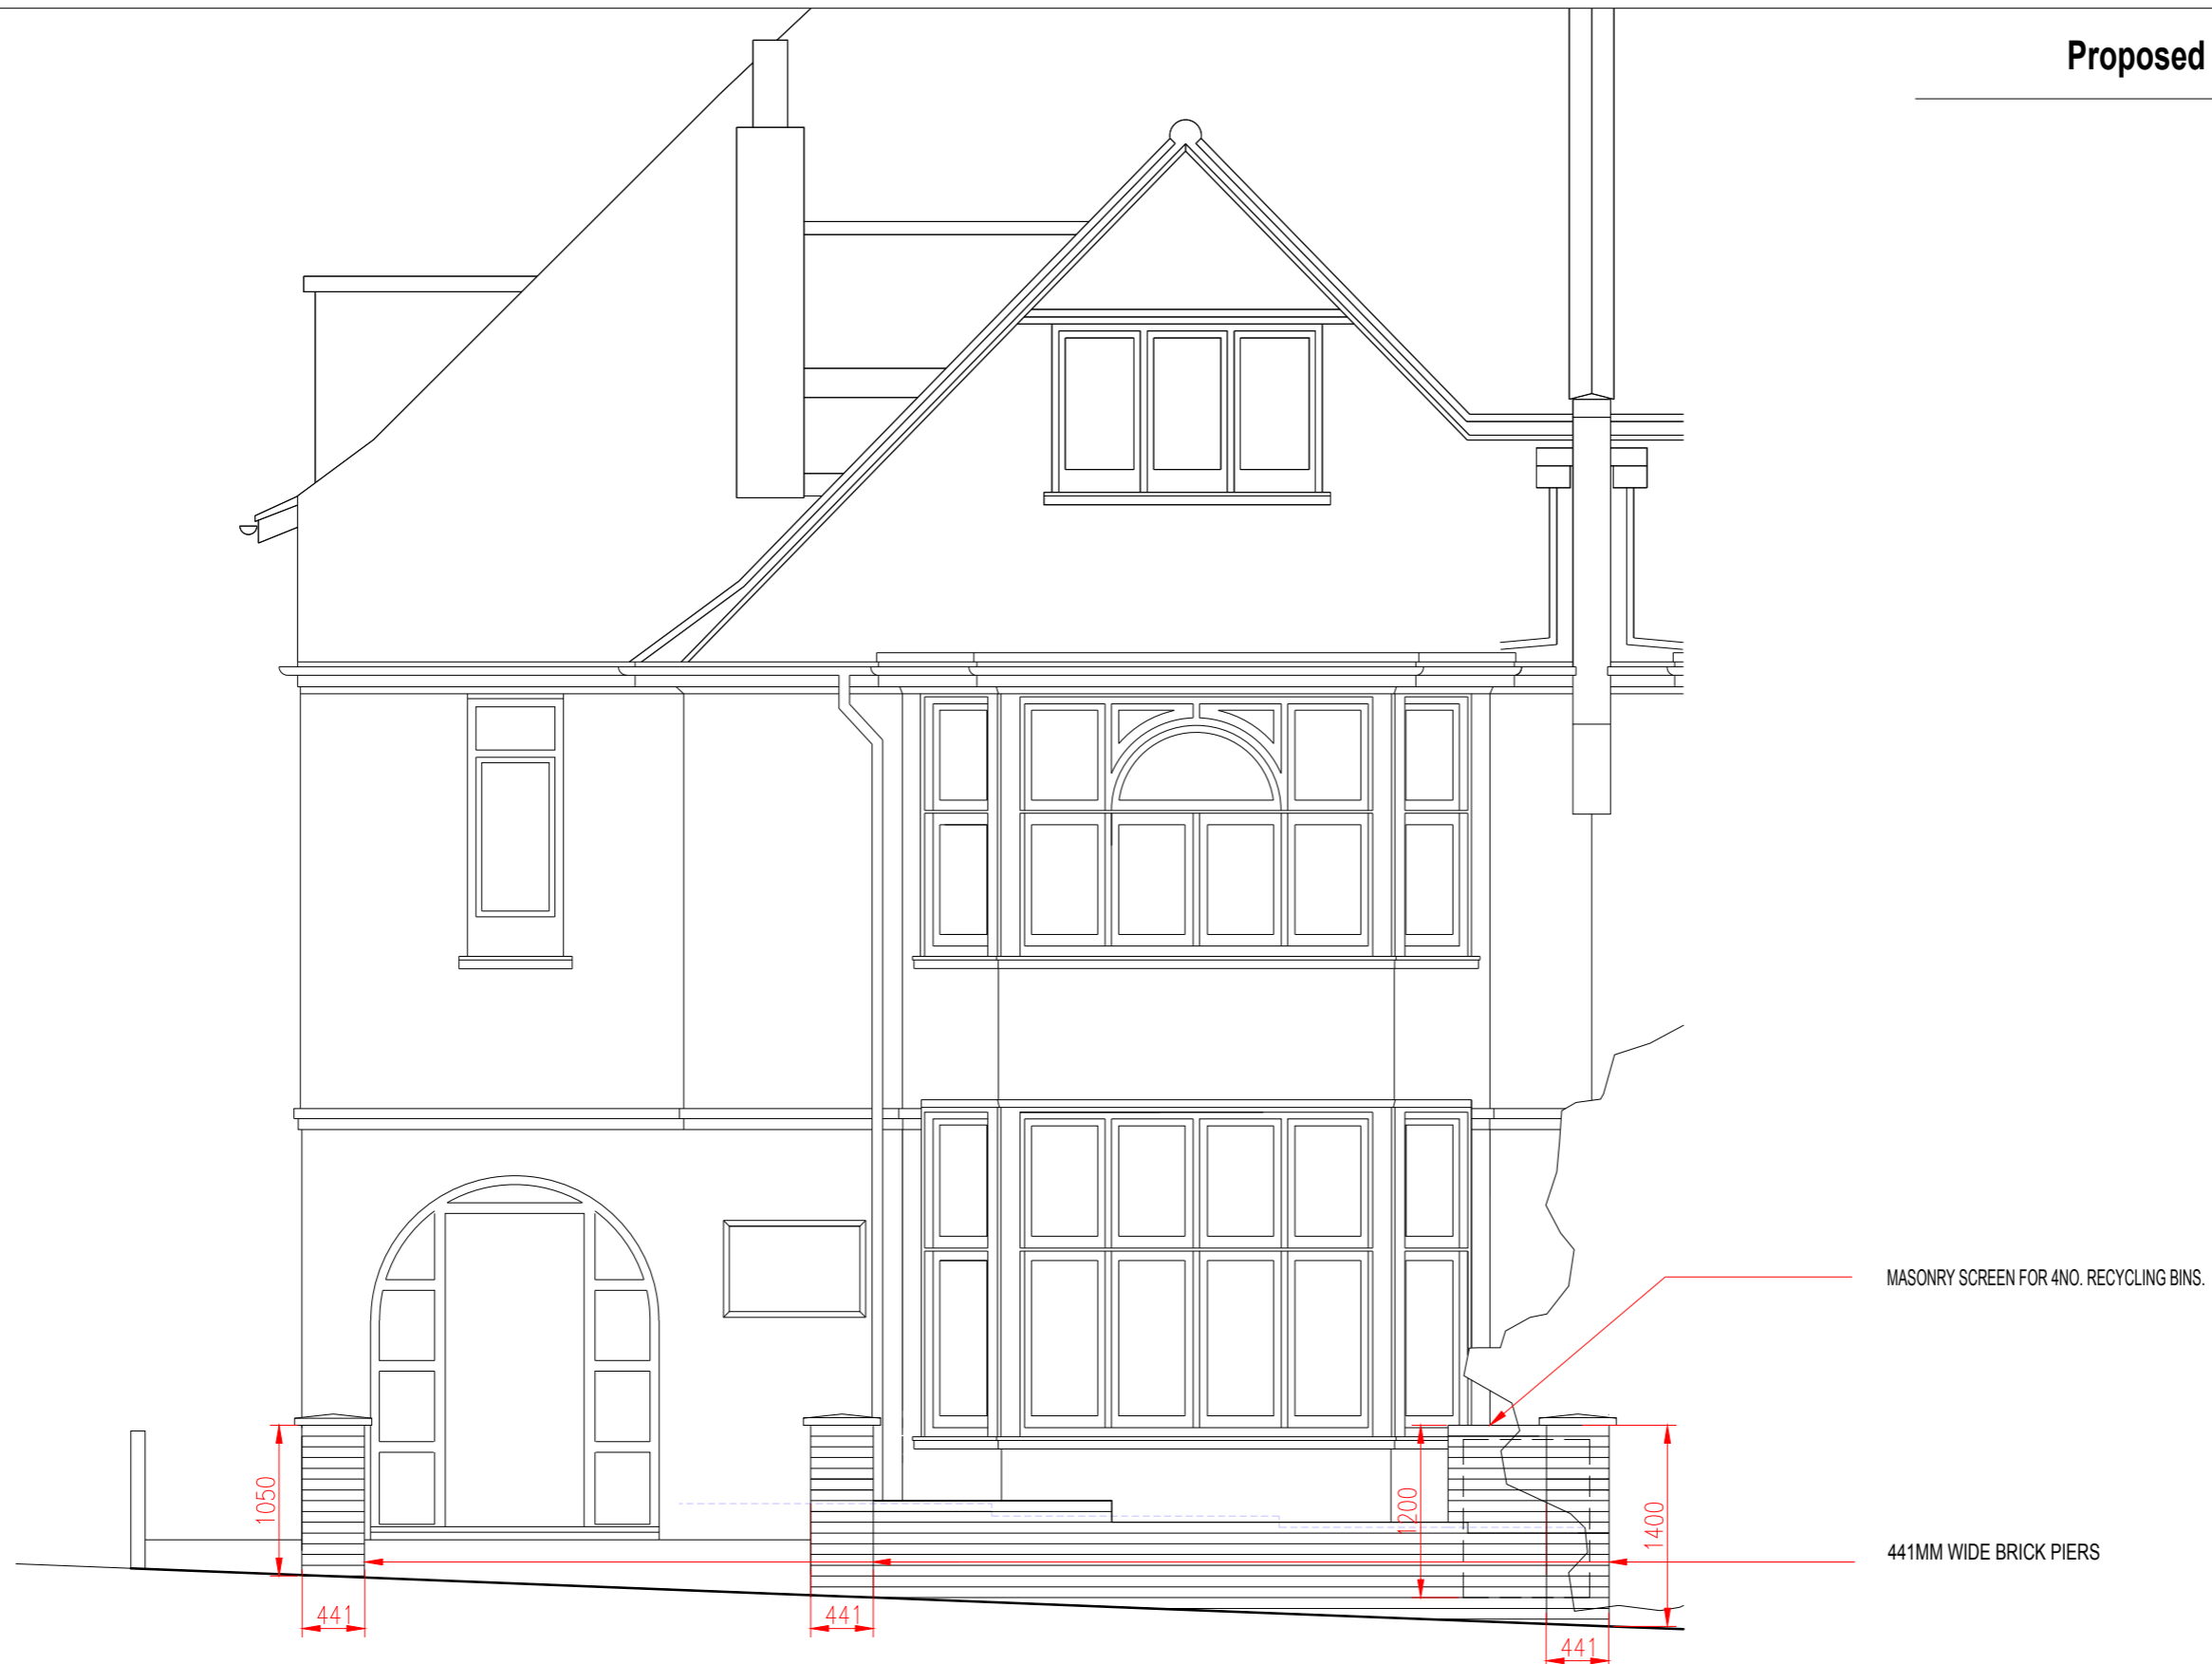 Proposed
MASONRY SCREEN FOR 4NO. RECYCLING BINS.
1050
1200
1400
441MM WIDE BRICK PIERS
441
441
441